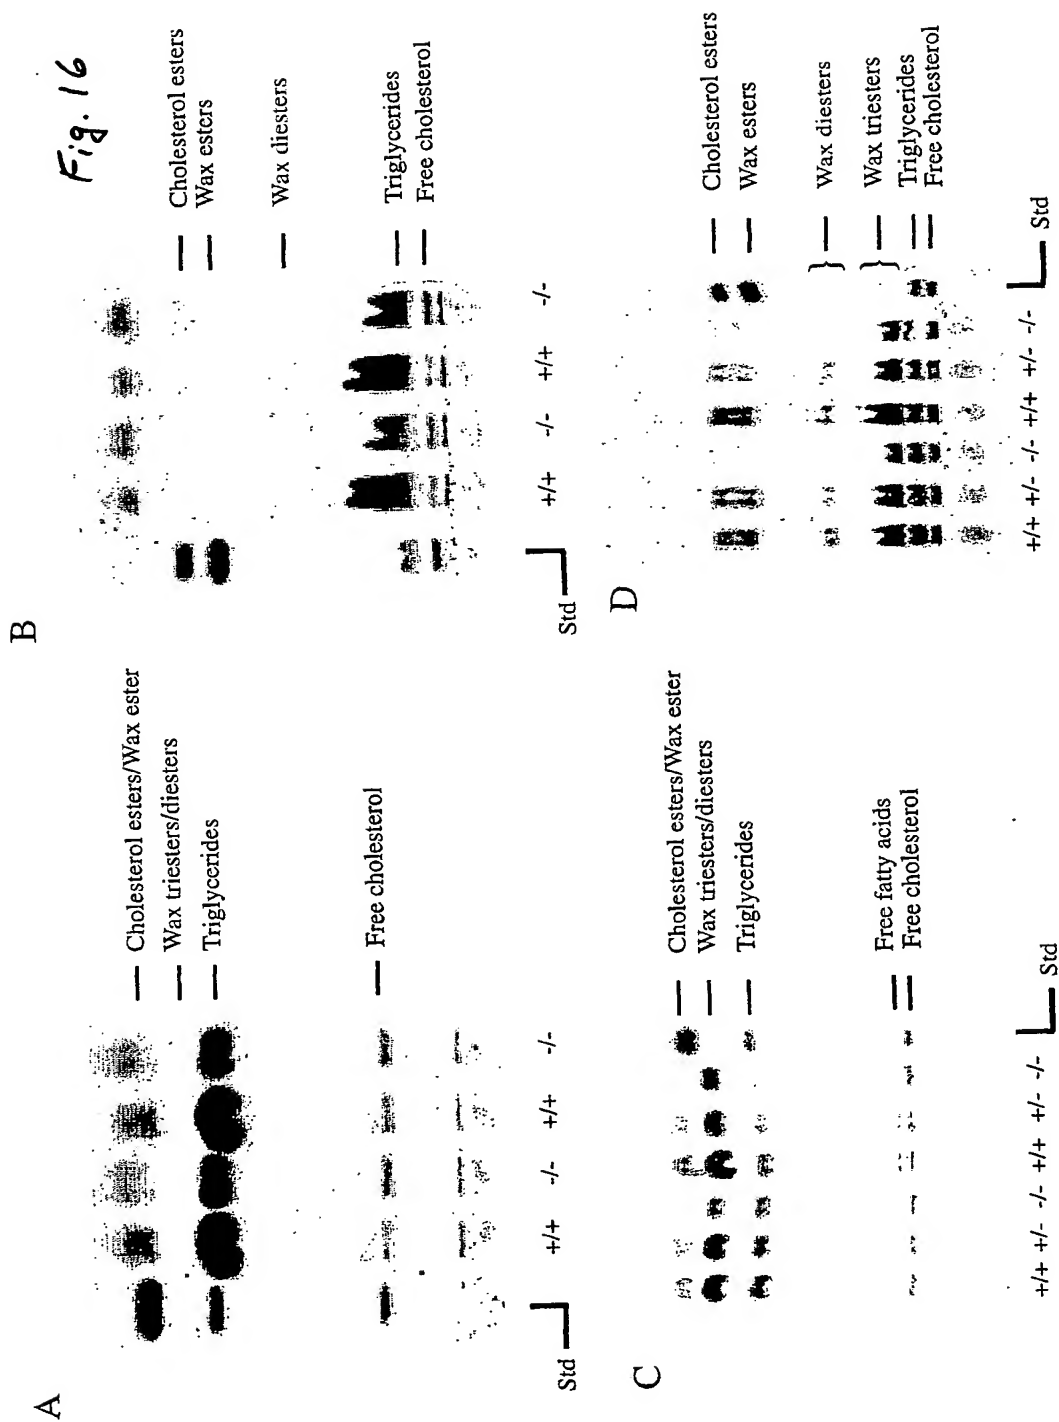 Fig. 16
A
Cholesterol esters/Wax ester
Wax triesters/diesters
Triglycerides
Free cholesterol
Std
+/+ -/- +/+ -/-
B
Cholesterol esters
Wax esters
Wax diesters
Triglycerides
Free cholesterol
Std
+/+ -/- +/+ -/-
C
Cholesterol esters/Wax ester
Wax triesters/diesters
Triglycerides
Free fatty acids
Free cholesterol
+/+ +/- -/- +/+ +/- -/-
Std
D
Cholesterol esters
Wax esters
Wax diesters
Wax triesters
Triglycerides
Free cholesterol
+/+ +/- -/- +/+ +/- -/-
Std